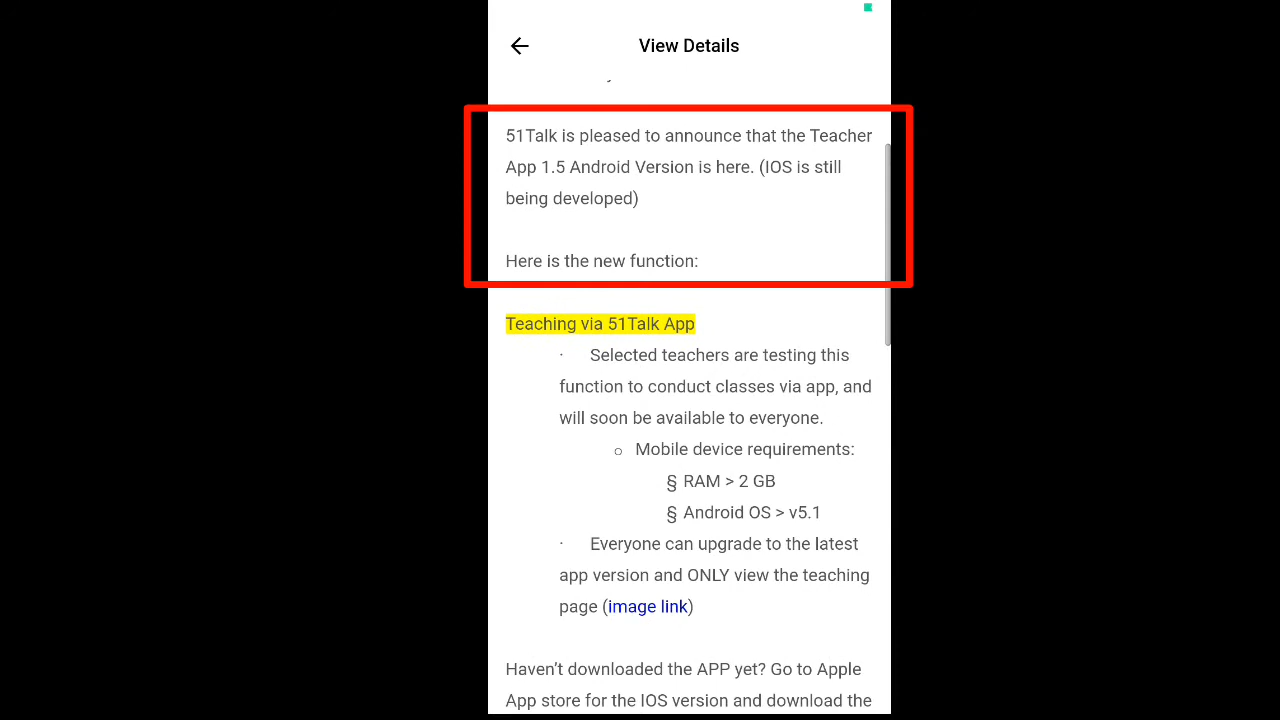 View Details
51Talk is pleased to announce that the Teacher
App 1.5 Android Version is here. (IOS is still
being developed)
Here is the new function:
Teaching via 51Talk App
· Selected teachers are testing this
function to conduct classes via app, and
will soon be available to everyone.
o Mobile device requirements:
§ RAM > 2 GB
§ Android OS > v5.1
· Everyone can upgrade to the latest
app version and ONLY view the teaching
page (image link)
Haven’t downloaded the APP yet? Go to Apple
App store for the IOS version and download the